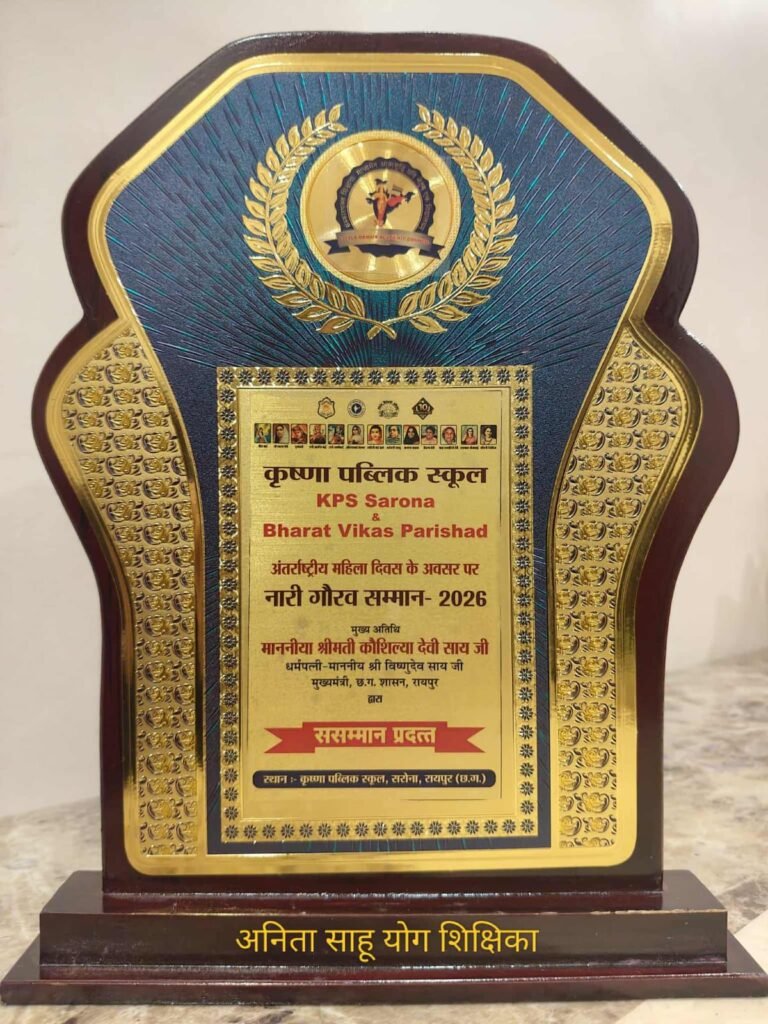 कृष्णा पब्लिक स्कूल
KPS Sarona
&
Bharat Vikas Parishad
अंतर्राष्ट्रीय महिला दिवस के अवसर पर
नारी गौरव सम्मान- 2026
मुख्य अतिथि
माननीया श्रीमती कौशिल्या देवी साय जी
धर्मपत्नी-माननीय श्री विष्णुदेव साय जी
मुख्यमंत्री, छ.ग. शासन, रायपुर
द्वारा
ससम्मान प्रदत्त
स्थान :- कृष्णा पब्लिक स्कूल, सरोना, रायपुर (छ.ग.)
अनिता साहू योग शिक्षिका